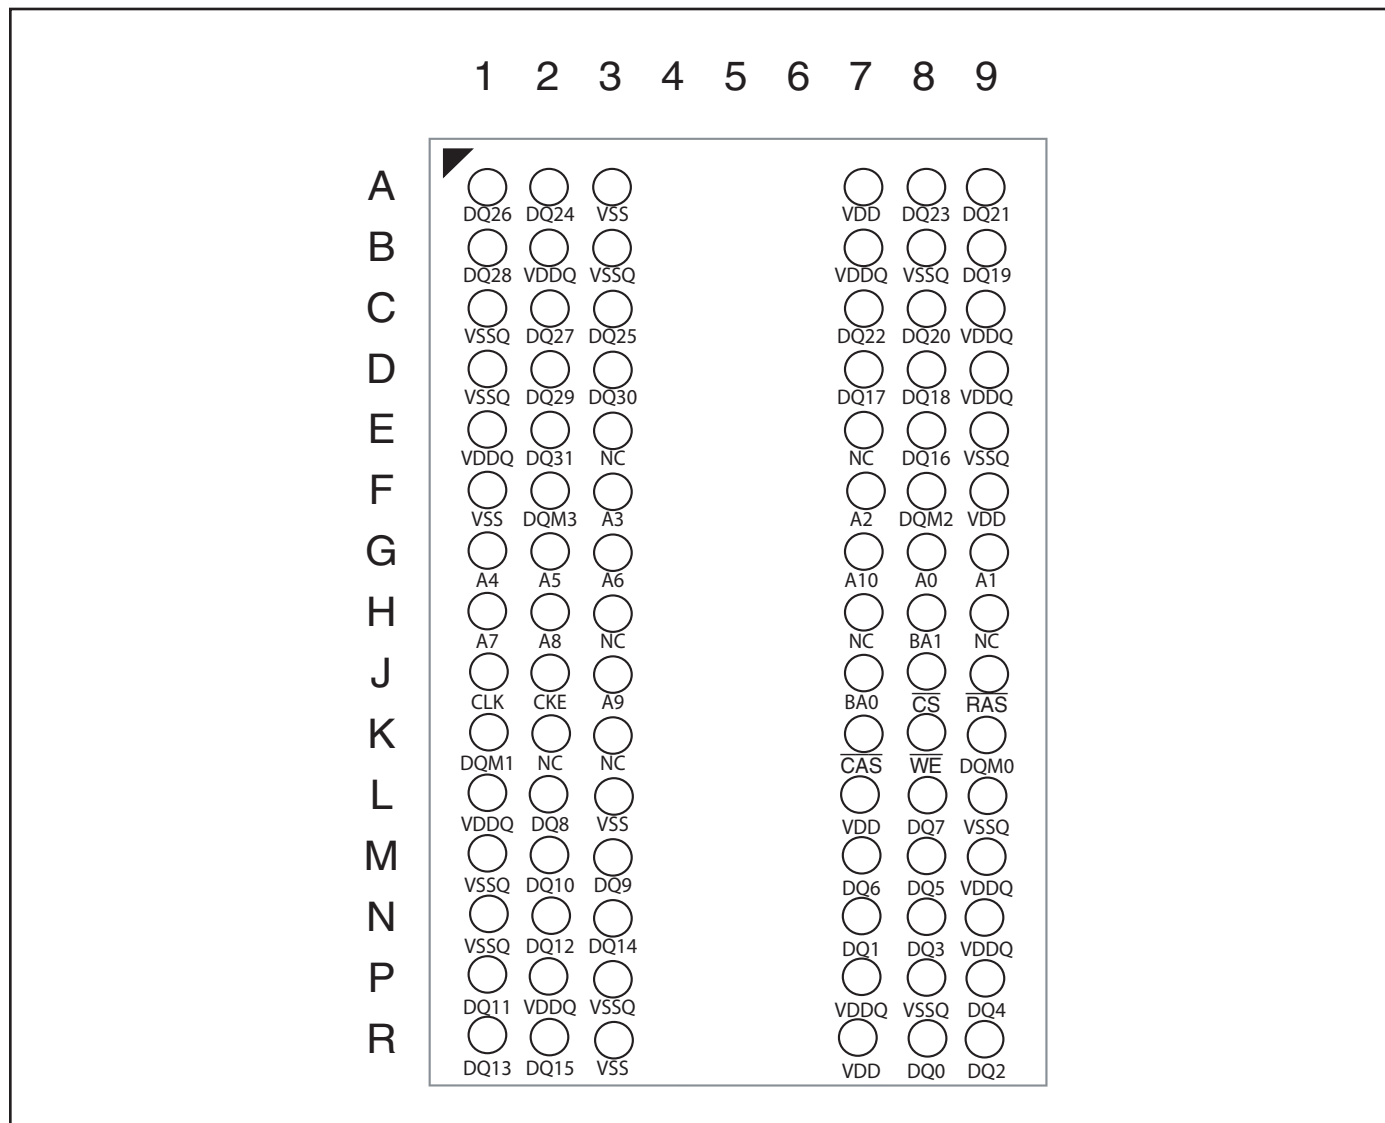 1 2 3 4 5 6 7 8 9
A
DQ26 DQ24 VSS VDD DQ23 DQ21
B
DQ28 VDDQ VSSQ VDDQ VSSQ DQ19
C
VSSQ DQ27 DQ25 DQ22 DQ20 VDDQ
D
VSSQ DQ29 DQ30 DQ17 DQ18 VDDQ
E
VDDQ DQ31 NC NC DQ16 VSSQ
F
VSS DQM3 A3 A2 DQM2 VDD
G
A4 A5 A6 A10 A0 A1
H
A7 A8 NC NC BA1 NC
J
CLK CKE A9 BA0 C̅S̅ R̅A̅S̅
K
DQM1 NC NC C̅A̅S̅ W̅E̅ DQM0
L
VDDQ DQ8 VSS VDD DQ7 VSSQ
M
VSSQ DQ10 DQ9 DQ6 DQ5 VDDQ
N
VSSQ DQ12 DQ14 DQ1 DQ3 VDDQ
P
DQ11 VDDQ VSSQ VDDQ VSSQ DQ4
R
DQ13 DQ15 VSS VDD DQ0 DQ2